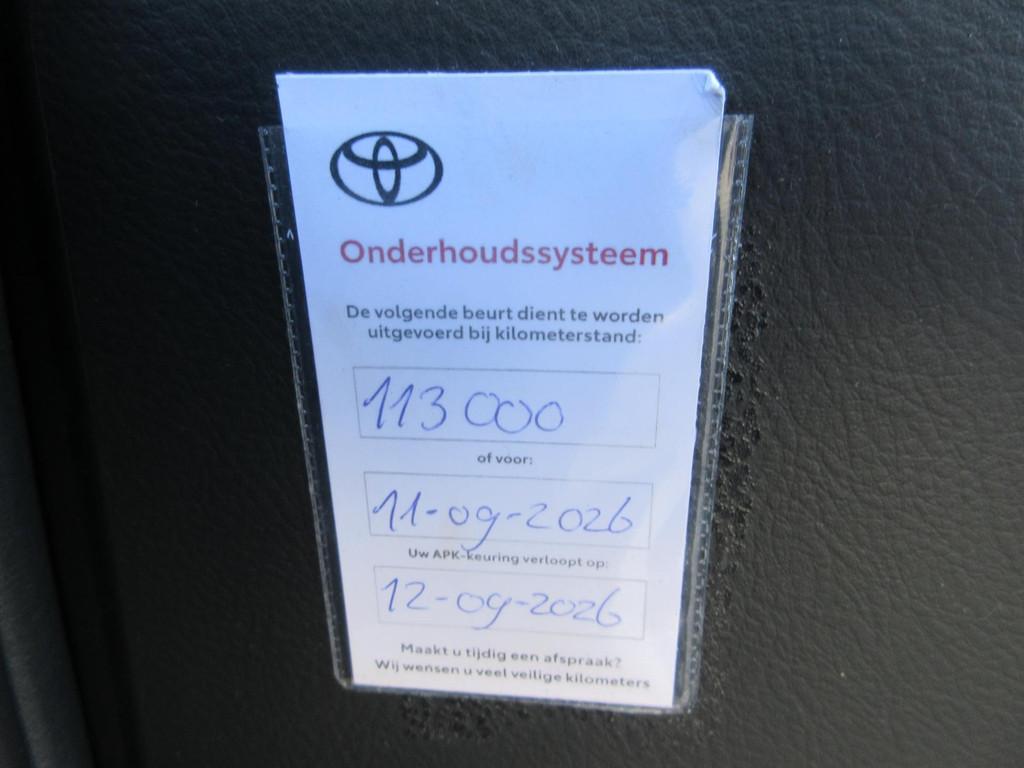 Onderhoudssysteem
De volgende beurt dient te worden
uitgevoerd bij kilometerstand:
113 000
of voor:
11-09-2026
Uw APK-keuring verloopt op:
12-09-2026
Maakt u tijdig een afspraak?
Wij wensen u veel veilige kilometers